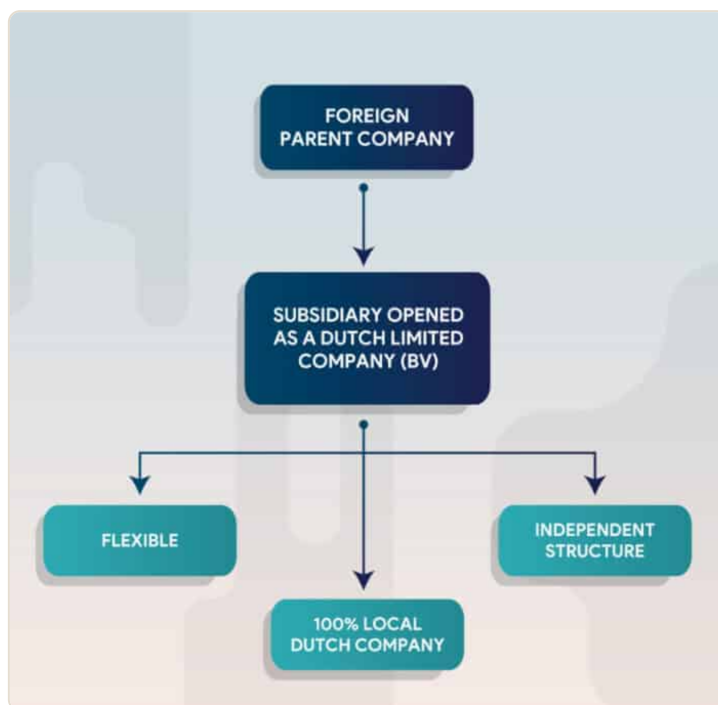 FOREIGN
PARENT COMPANY
SUBSIDIARY OPENED
AS A DUTCH LIMITED
COMPANY (BV)
FLEXIBLE
INDEPENDENT
STRUCTURE
100% LOCAL
DUTCH COMPANY